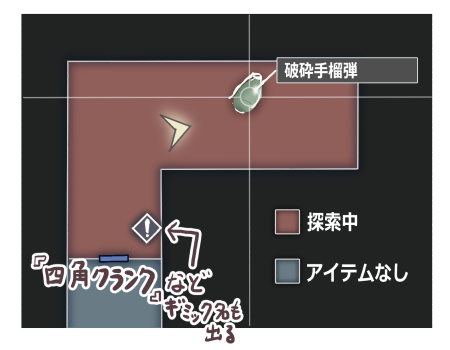 破砕手榴弾
探索中
アイテムなし
!
『四角クランク』など
ギミック名も
出る